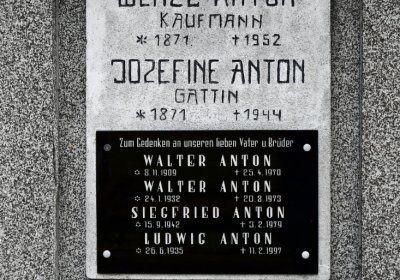 WENZL ANTON
KAUFMANN
* 1871 † 1952
JOZEFINE ANTON
GATTIN
* 1871 † 1944
Zum Gedenken an unseren lieben Vater u. Brüder
WALTER ANTON
✡ 8.11.1909 † 25.4.1970
WALTER ANTON
✡ 24.1.1932 † 20.8.1973
SIEGFRIED ANTON
✡ 15.9.1942 † 3.2.1979
LUDWIG ANTON
✡ 26.6.1935 † 11.2.1997